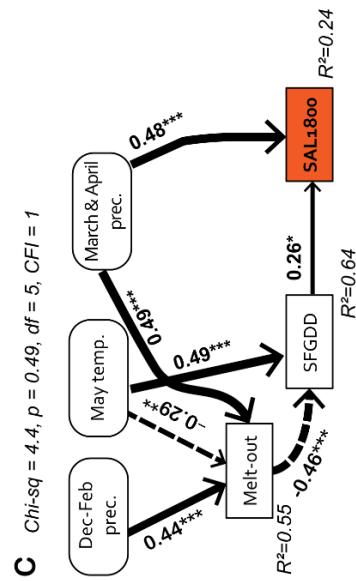 C
Chi-sq = 4.4, p = 0.49, df = 5, CFI = 1
Dec-Feb
prec.
May temp.
March & April
prec.
0.44***
-0.29**
0.49***
0.49***
0.48***
Melt-out
R²=0.55
-0.46***
SFGDD
R²=0.64
0.26*
SAL1800
R²=0.24